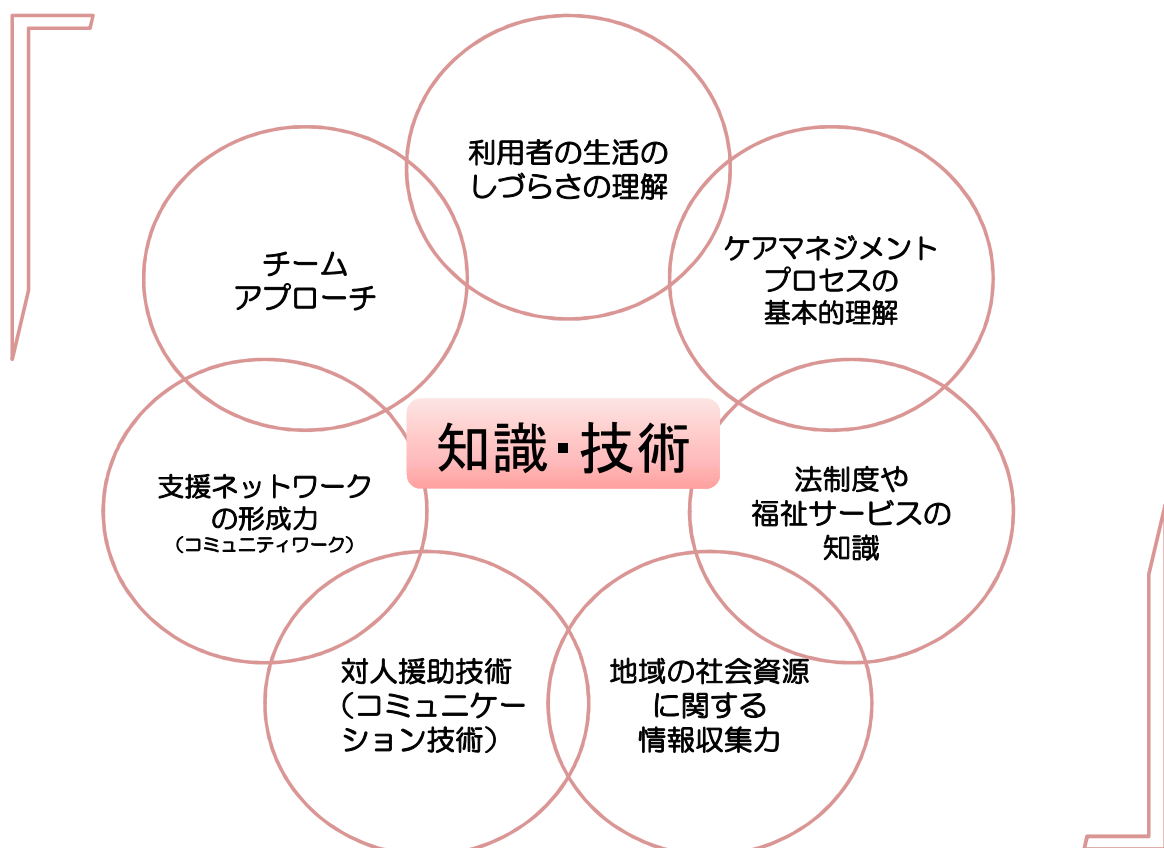 利用者の生活の
しづらさの理解
ケアマネジメント
プロセスの
基本的理解
チーム
アプローチ
知識・技術
法制度や
福祉サービスの
知識
支援ネットワーク
の形成力
（コミュニティワーク）
対人援助技術
（コミュニケー
ション技術）
地域の社会資源
に関する
情報収集力